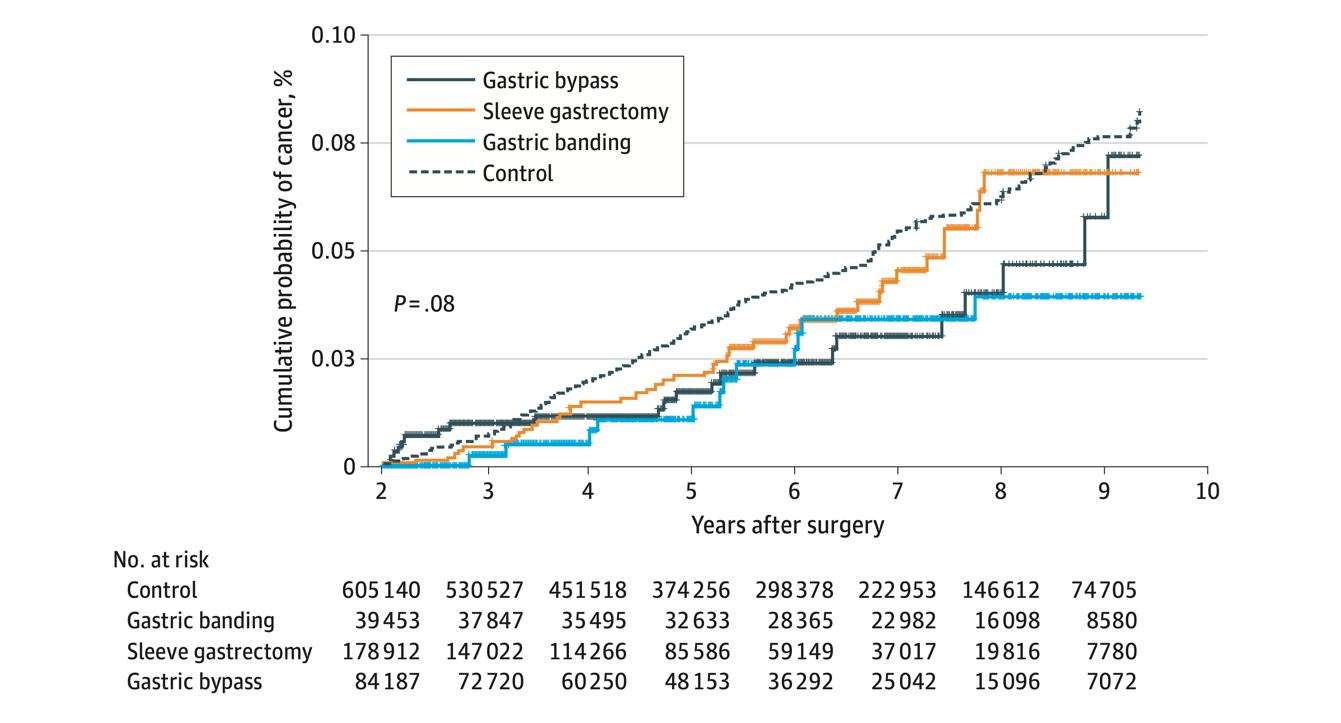 Cumulative probability of cancer, %
0.10
0.08
0.05
0.03
0
Gastric bypass
Sleeve gastrectomy
Gastric banding
Control
P = .08
2 3 4 5 6 7 8 9 10
Years after surgery
No. at risk
Control 605 140 530 527 451 518 374 256 298 378 222 953 146 612 74 705
Gastric banding 39 453 37 847 35 495 32 633 28 365 22 982 16 098 8580
Sleeve gastrectomy 178 912 147 022 114 266 85 586 59 149 37 017 19 816 7780
Gastric bypass 84 187 72 720 60 250 48 153 36 292 25 042 15 096 7072